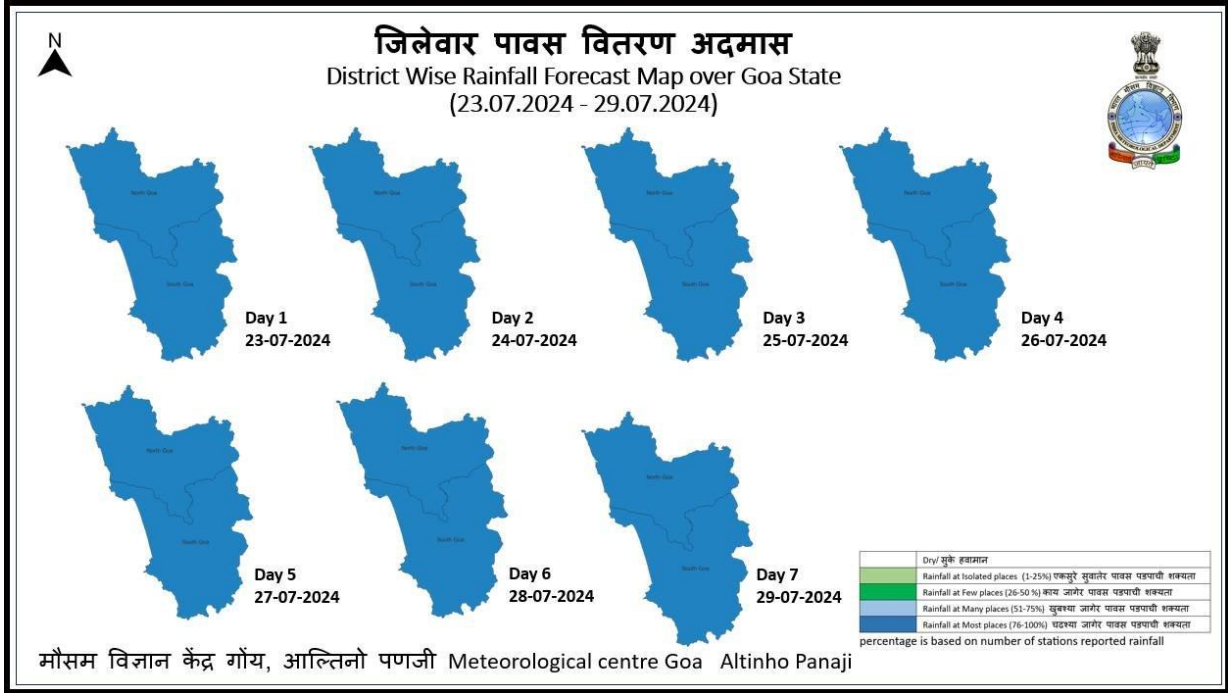 N
जिलेवार पावस वितरण अदमास
District Wise Rainfall Forecast Map over Goa State
(23.07.2024 - 29.07.2024)
North Goa
South Goa
Day 1
23-07-2024
North Goa
South Goa
Day 2
24-07-2024
North Goa
South Goa
Day 3
25-07-2024
North Goa
South Goa
Day 4
26-07-2024
North Goa
South Goa
Day 5
27-07-2024
North Goa
South Goa
Day 6
28-07-2024
North Goa
South Goa
Day 7
29-07-2024
Dry/ सुके हवामान
Rainfall at Isolated places (1-25%) एकसुरे सुवातेर पावस पडपाची शक्यता
Rainfall at Few places (26-50 %) काय जागेर पावस पडपाची शक्यता
Rainfall at Many places (51-75%) खुबश्या जागेर पावस पडपाची शक्यता
Rainfall at Most places (76-100%) चडश्या जागेर पावस पडपाची शक्यता
percentage is based on number of stations reported rainfall
मौसम विज्ञान केंद्र गोंय, आल्तिनो पणजी Meteorological centre Goa Altinho Panaji